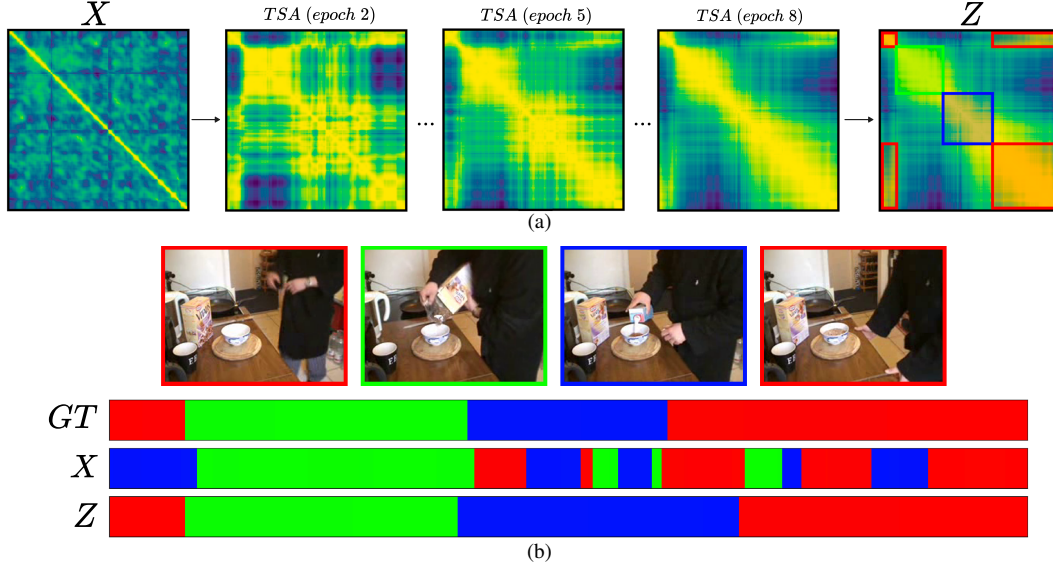 X TSA (epoch 2) TSA (epoch 5) TSA (epoch 8) Z
... ...
(a)
GT
X
Z
(b)